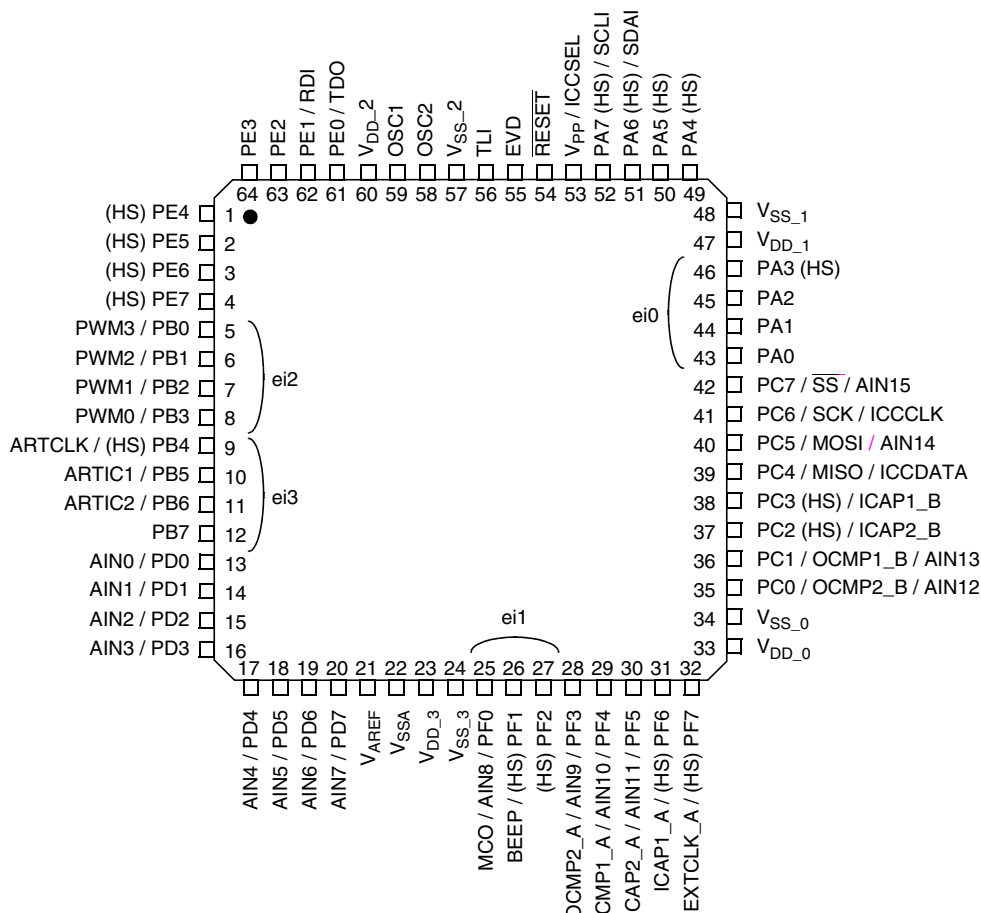 PE3
PE2
PE1 / RDI
PE0 / TDO
VDD_2
OSC1
OSC2
VSS_2
TLI
EVD
RESET
VPP / ICCSEL
PA7 (HS) / SCLI
PA6 (HS) / SDAI
PA5 (HS)
PA4 (HS)
64 63 62 61 60 59 58 57 56 55 54 53 52 51 50 49
(HS) PE4 1
(HS) PE5 2
(HS) PE6 3
(HS) PE7 4
PWM3 / PB0 5
PWM2 / PB1 6
PWM1 / PB2 7
PWM0 / PB3 8
ei2
ARTCLK / (HS) PB4 9
ARTIC1 / PB5 10
ARTIC2 / PB6 11
PB7 12
ei3
AIN0 / PD0 13
AIN1 / PD1 14
AIN2 / PD2 15
AIN3 / PD3 16
48 VSS_1
47 VDD_1
46 PA3 (HS)
45 PA2
44 PA1
43 PA0
ei0
42 PC7 / SS / AIN15
41 PC6 / SCK / ICCCLK
40 PC5 / MOSI / AIN14
39 PC4 / MISO / ICCDATA
38 PC3 (HS) / ICAP1_B
37 PC2 (HS) / ICAP2_B
36 PC1 / OCMP1_B / AIN13
35 PC0 / OCMP2_B / AIN12
34 VSS_0
33 VDD_0
ei1
17 18 19 20 21 22 23 24 25 26 27 28 29 30 31 32
AIN4 / PD4
AIN5 / PD5
AIN6 / PD6
AIN7 / PD7
VAREF
VSSA
VDD_3
VSS_3
MCO / AIN8 / PF0
BEEP / (HS) PF1
(HS) PF2
OCMP2_A / AIN9 / PF3
CMP1_A / AIN10 / PF4
CAP2_A / AIN11 / PF5
ICAP1_A / (HS) PF6
EXTCLK_A / (HS) PF7